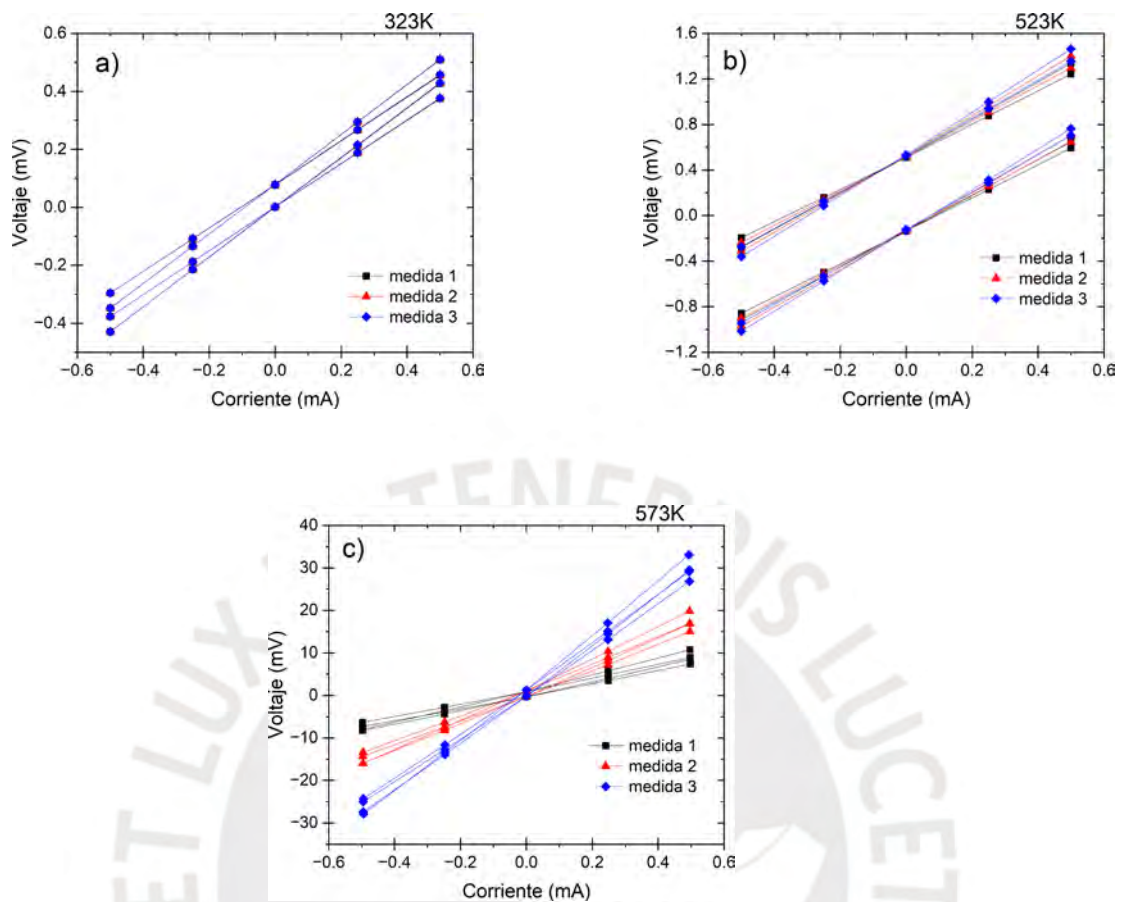 323K
a)
0.6
0.4
0.2
0.0
−0.2
−0.4
Voltaje (mV)
medida 1
medida 2
medida 3
−0.6 −0.4 −0.2 0.0 0.2 0.4 0.6
Corriente (mA)
523K
b)
1.6
1.2
0.8
0.4
0.0
−0.4
−0.8
−1.2
Voltaje (mV)
medida 1
medida 2
medida 3
−0.6 −0.4 −0.2 0.0 0.2 0.4 0.6
Corriente (mA)
573K
c)
40
30
20
10
0
−10
−20
−30
Voltaje (mV)
medida 1
medida 2
medida 3
−0.6 −0.4 −0.2 0.0 0.2 0.4 0.6
Corriente (mA)
ET LUX IN TENEBRIS LUCET